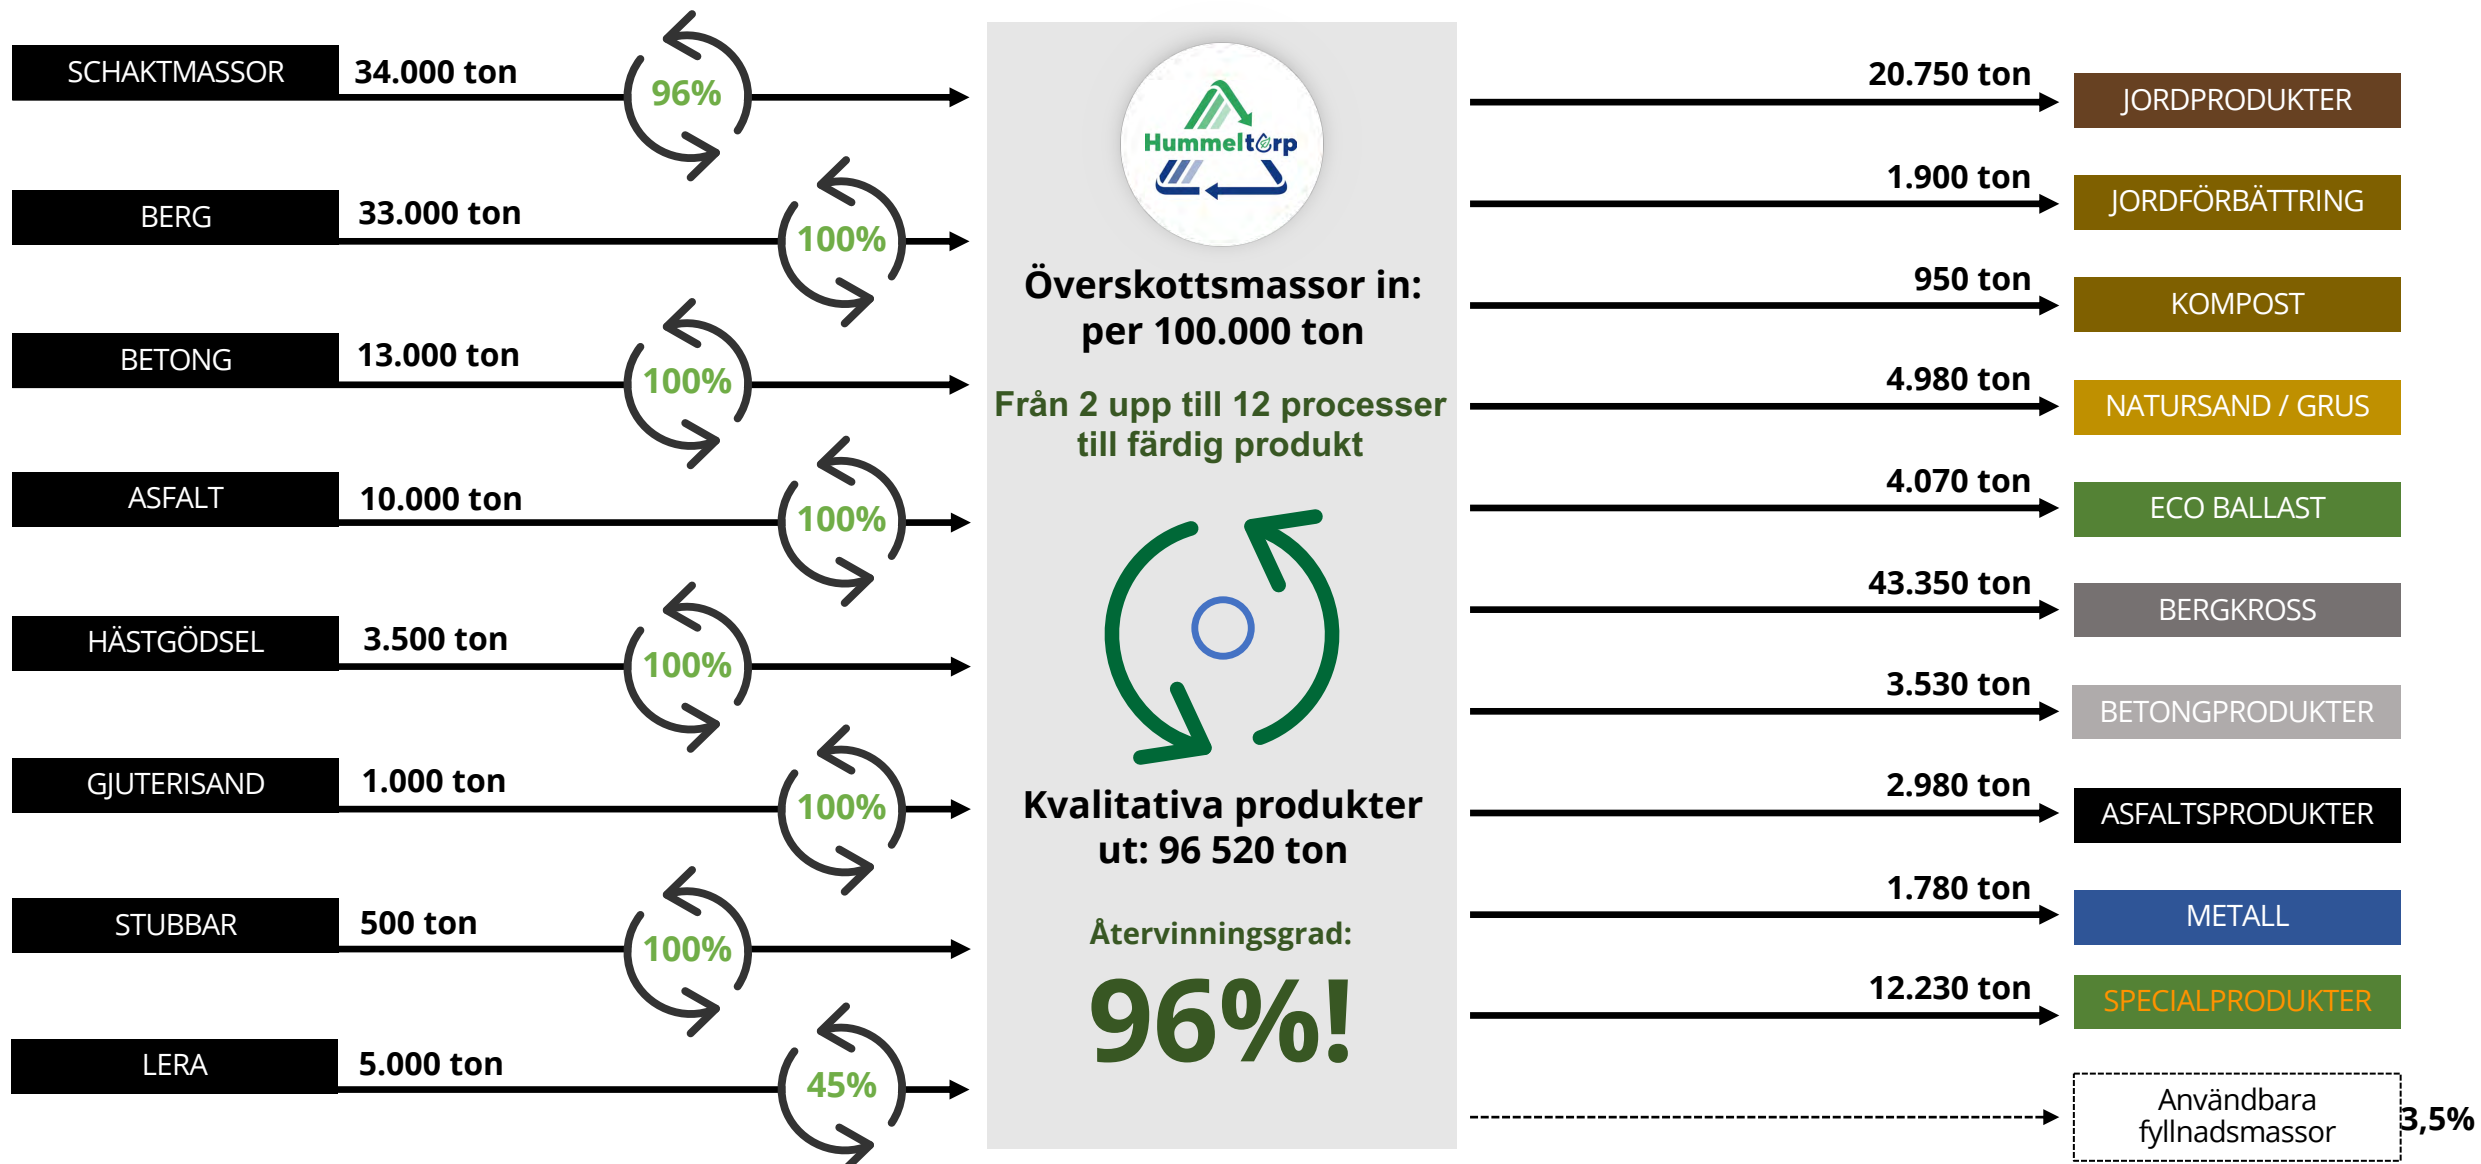 SCHAKTMASSOR
34.000 ton
96%
BERG
33.000 ton
100%
BETONG
13.000 ton
100%
ASFALT
10.000 ton
100%
HÄSTGÖDSEL
3.500 ton
100%
GJUTERISAND
1.000 ton
100%
STUBBAR
500 ton
100%
LERA
5.000 ton
45%
Hummeltorp
Överskottsmassor in:
per 100.000 ton
Från 2 upp till 12 processer
till färdig produkt
Kvalitativa produkter
ut: 96 520 ton
Återvinningsgrad:
96%!
20.750 ton
JORDPRODUKTER
1.900 ton
JORDFÖRBÄTTRING
950 ton
KOMPOST
4.980 ton
NATURSAND / GRUS
4.070 ton
ECO BALLAST
43.350 ton
BERGKROSS
3.530 ton
BETONGPRODUKTER
2.980 ton
ASFALTSPRODUKTER
1.780 ton
METALL
12.230 ton
SPECIALPRODUKTER
Användbara
fyllnadsmassor
3,5%